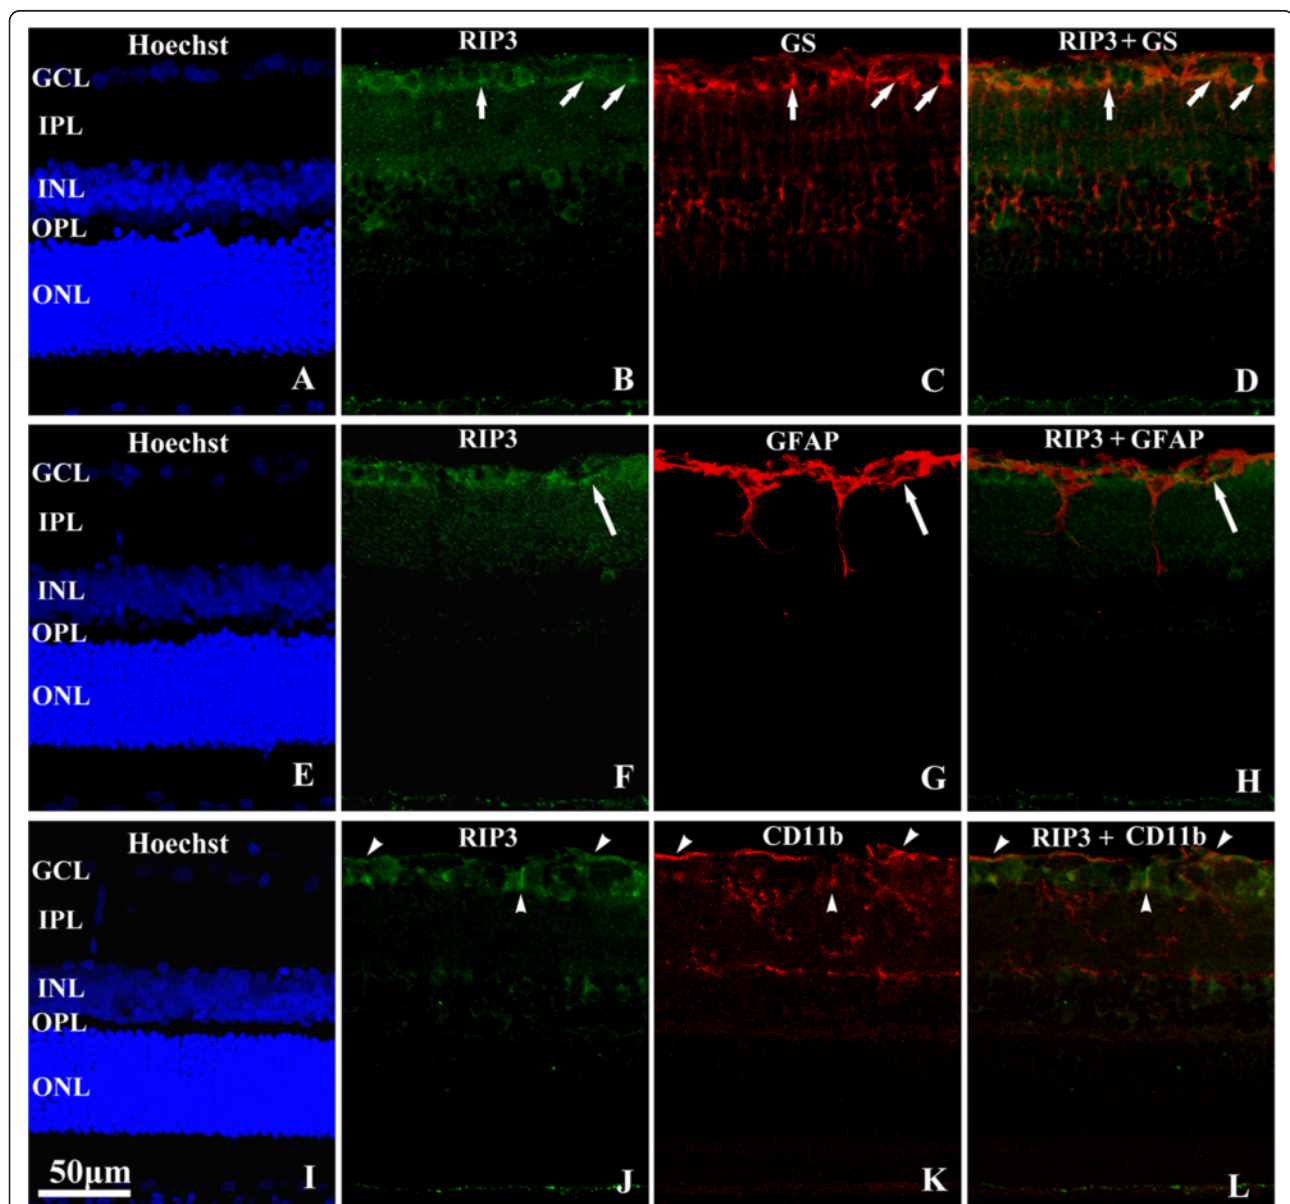 Hoechst
RIP3
GS
RIP3 + GS
GCL
IPL
INL
OPL
ONL
A
B
C
D
Hoechst
RIP3
GFAP
RIP3 + GFAP
GCL
IPL
INL
OPL
ONL
E
F
G
H
Hoechst
RIP3
CD11b
RIP3 + CD11b
GCL
IPL
INL
OPL
ONL
50µm
I
J
K
L